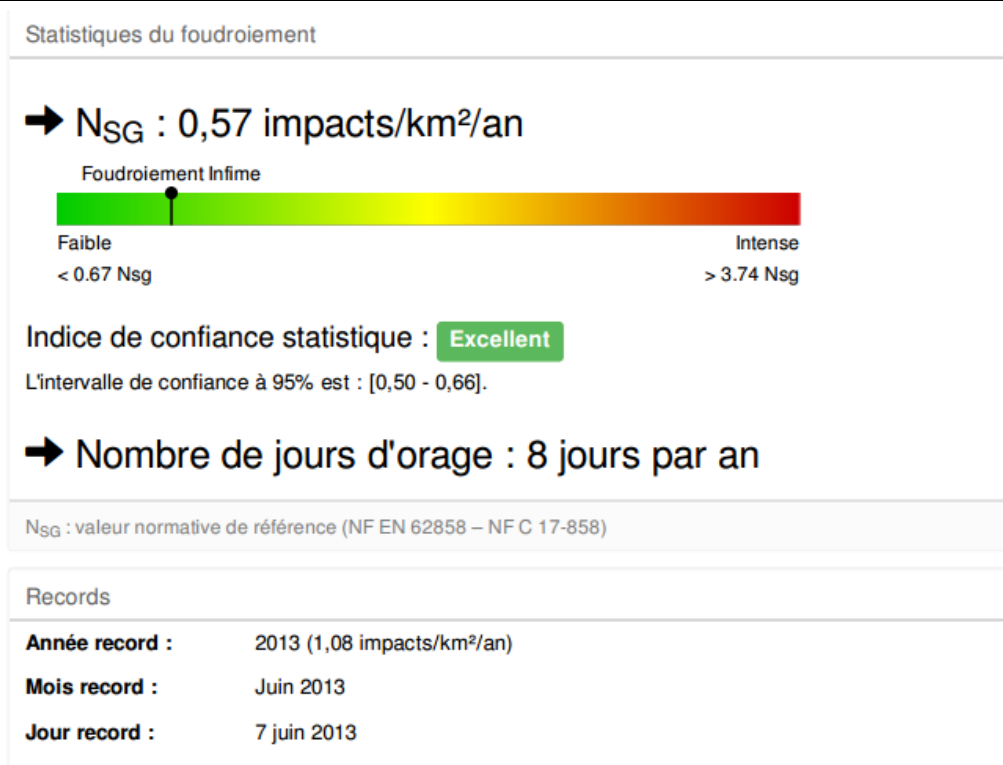 Statistiques du foudroiement
➜ NSG : 0,57 impacts/km²/an
Foudroiement Infime
Faible Intense
< 0.67 Nsg > 3.74 Nsg
Indice de confiance statistique : Excellent
L'intervalle de confiance à 95% est : [0,50 - 0,66].
➜ Nombre de jours d'orage : 8 jours par an
NSG : valeur normative de référence (NF EN 62858 – NF C 17-858)
Records
Année record : 2013 (1,08 impacts/km²/an)
Mois record : Juin 2013
Jour record : 7 juin 2013